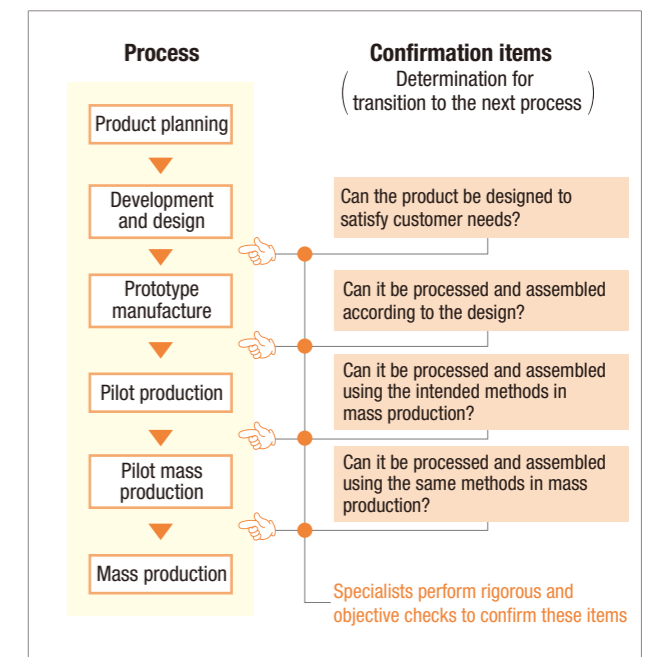 Process
Confirmation items
Determination for
transition to the next process
Product planning
Development
and design
Can the product be designed to
satisfy customer needs?
Prototype
manufacture
Can it be processed and assembled
according to the design?
Pilot production
Can it be processed and assembled
using the intended methods in
mass production?
Pilot mass
production
Can it be processed and assembled
using the same methods in mass
production?
Mass production
Specialists perform rigorous and
objective checks to confirm these items